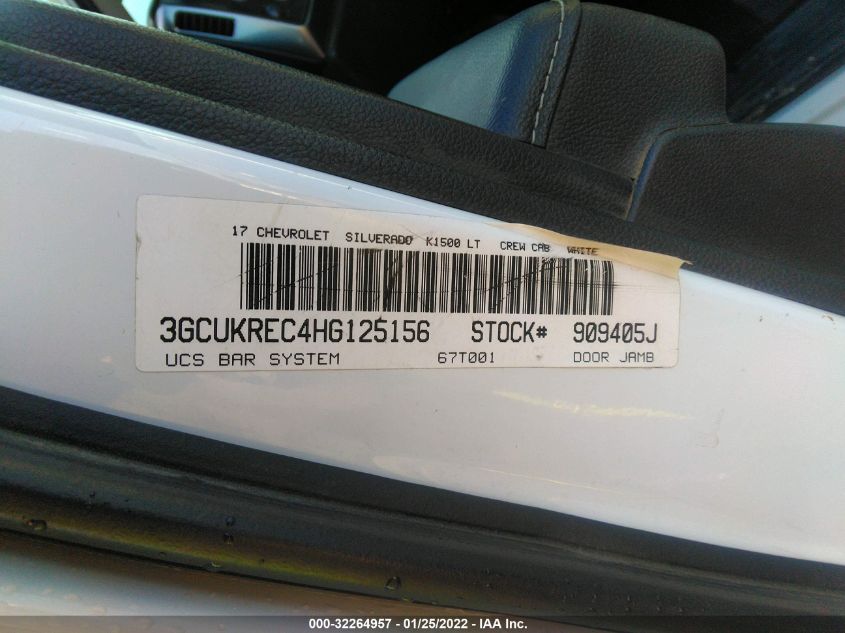 17 CHEVROLET SILVERADO K1500 LT CREW CAB WHITE
3GCUKREC4HG125156 STOCK# 909405J
UCS BAR SYSTEM 67T001 DOOR JAMB
000-32264957 - 01/25/2022 - IAA Inc.